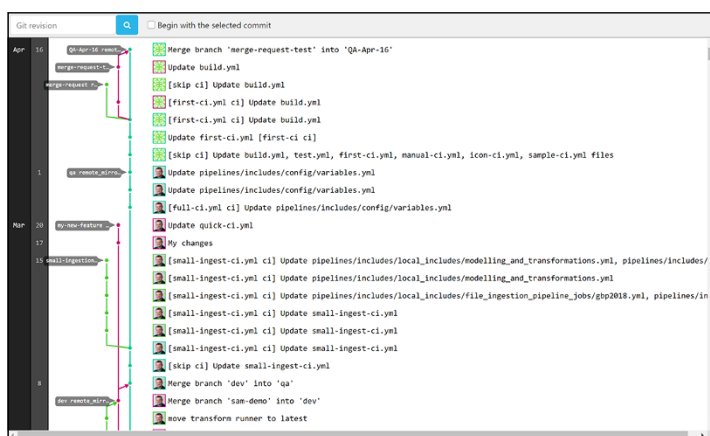 Git revision
Begin with the selected commit
Apr 16 QA-Apr-16 remot… Merge branch 'merge-request-test' into 'QA-Apr-16'
merge-request-t… Update build.yml
merge-request r… [skip ci] Update build.yml
[first-ci.yml ci] Update build.yml
[first-ci.yml ci] Update build.yml
Update first-ci.yml [first-ci ci]
[skip ci] Update build.yml, test.yml, first-ci.yml, manual-ci.yml, icon-ci.yml, sample-ci.yml files
1 qa remote_mirro… Update pipelines/includes/config/variables.yml
Update pipelines/includes/config/variables.yml
[full-ci.yml ci] Update pipelines/includes/config/variables.yml
Mar 20 my-new-feature … Update quick-ci.yml
17 My changes
15 small-ingestion… [small-ingest-ci.yml ci] Update pipelines/includes/local_includes/modelling_and_transformations.yml, pipelines/includes/
[small-ingest-ci.yml ci] Update pipelines/includes/local_includes/modelling_and_transformations.yml
[small-ingest-ci.yml ci] Update pipelines/includes/local_includes/file_ingestion_pipeline_jobs/gbp2018.yml, pipelines/in
[small-ingest-ci.yml ci] Update small-ingest-ci.yml
[small-ingest-ci.yml ci] Update small-ingest-ci.yml
[small-ingest-ci.yml ci] Update small-ingest-ci.yml
[skip ci] Update small-ingest-ci.yml
8 Merge branch 'dev' into 'qa'
dev remote_mirr… Merge branch 'sam-demo' into 'dev'
move transform runner to latest